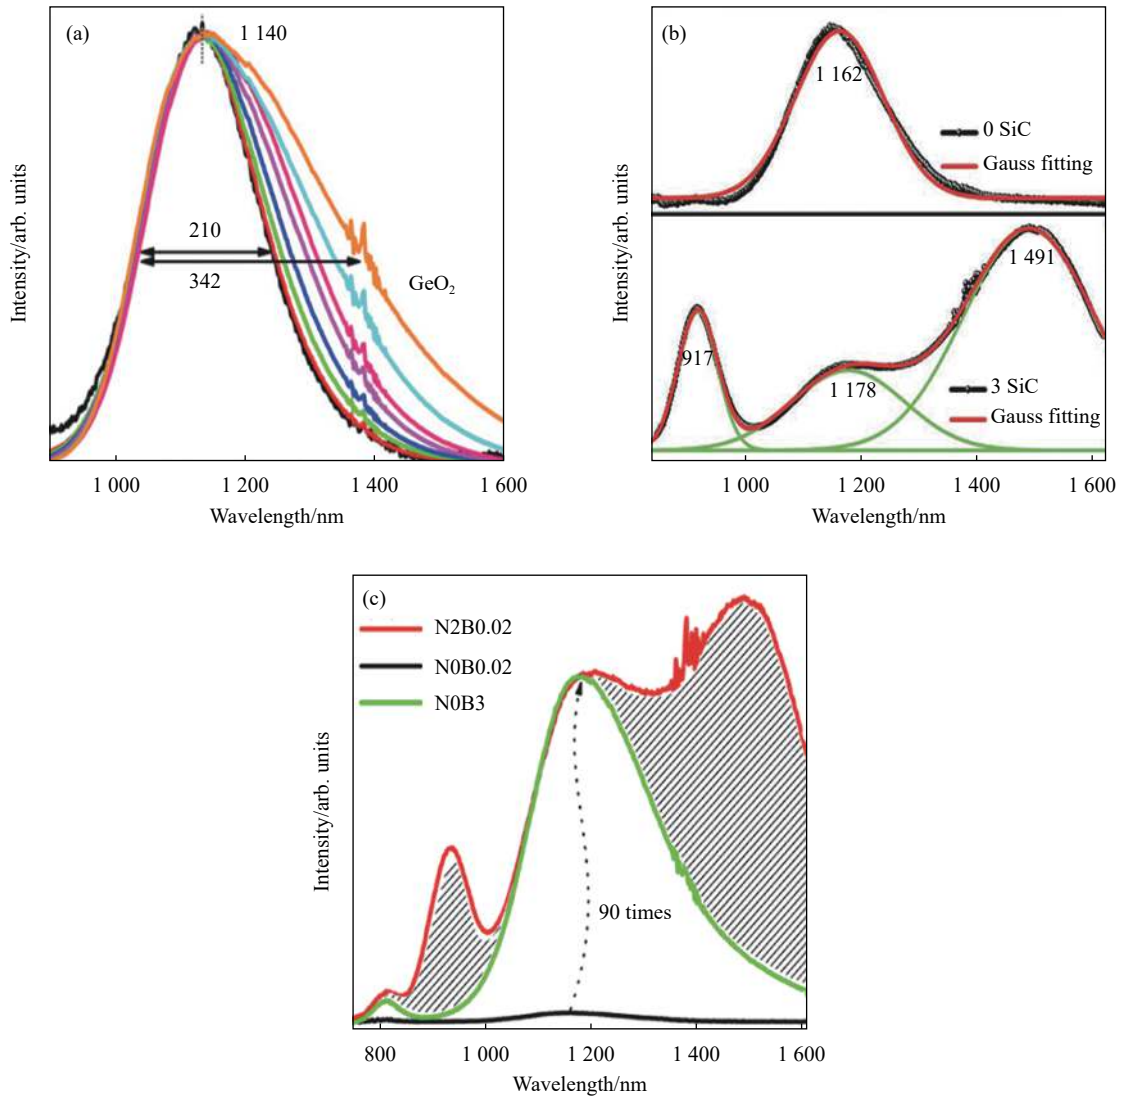 (a)
1 140
210
342
GeO₂
Intensity/arb. units
1 000
1 200
1 400
1 600
Wavelength/nm
(b)
1 162
0 SiC
Gauss fitting
1 491
917
1 178
3 SiC
Gauss fitting
Intensity/arb. units
1 000
1 200
1 400
1 600
Wavelength/nm
(c)
N2B0.02
N0B0.02
N0B3
90 times
Intensity/arb. units
800
1 000
1 200
1 400
1 600
Wavelength/nm